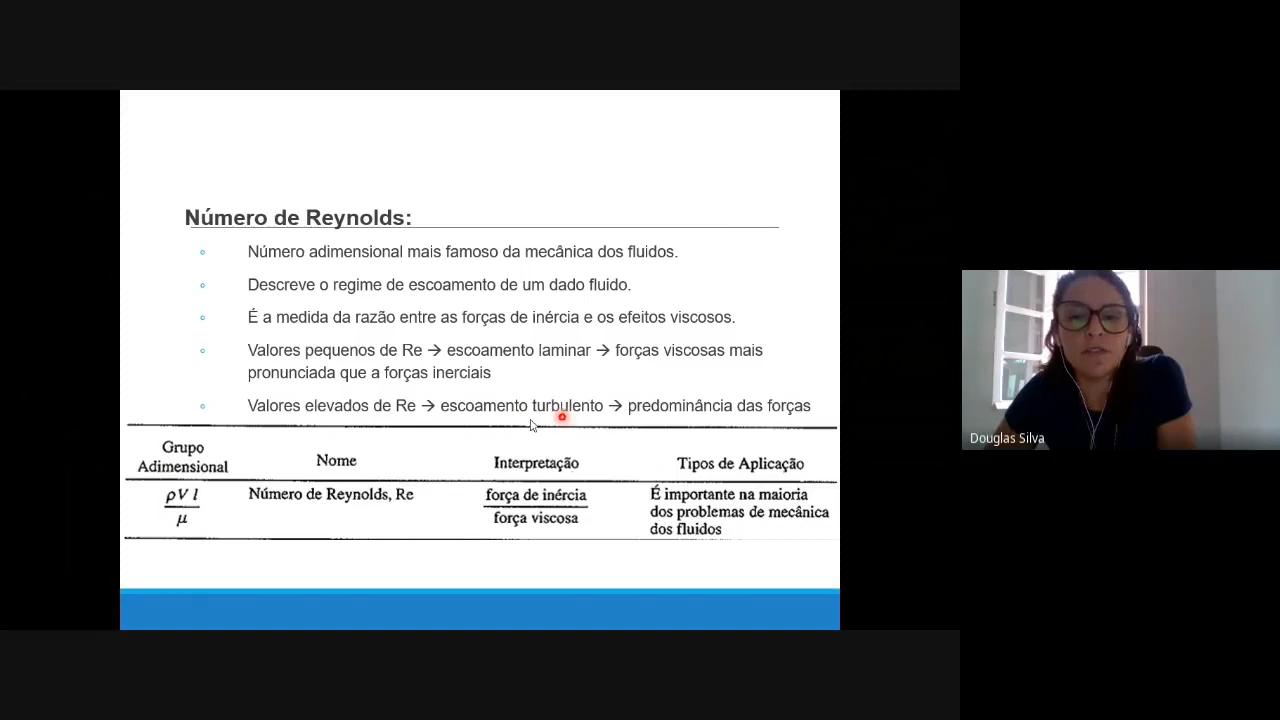 Número de Reynolds:
Número adimensional mais famoso da mecânica dos fluidos.
Descreve o regime de escoamento de um dado fluido.
É a medida da razão entre as forças de inércia e os efeitos viscosos.
Valores pequenos de Re → escoamento laminar → forças viscosas mais
pronunciada que a forças inerciais
Valores elevados de Re → escoamento turbulento → predominância das forças
Grupo
Adimensional
Nome
Interpretação
Tipos de Aplicação
ρV l
μ
Número de Reynolds, Re
força de inércia
força viscosa
É importante na maioria
dos problemas de mecânica
dos fluidos
Douglas Silva